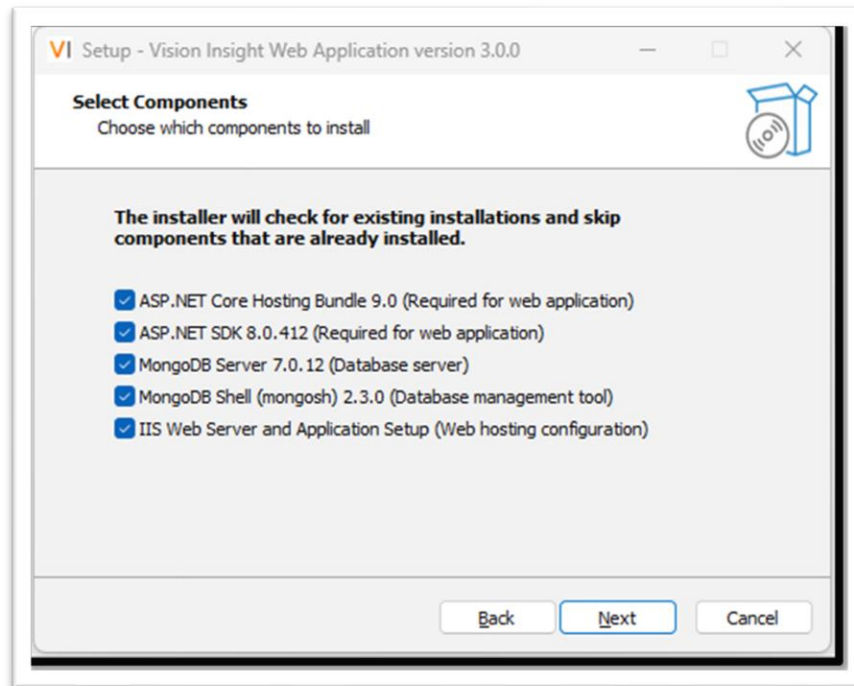 VI Setup - Vision Insight Web Application version 3.0.0
Select Components
Choose which components to install
The installer will check for existing installations and skip
components that are already installed.
ASP.NET Core Hosting Bundle 9.0 (Required for web application)
ASP.NET SDK 8.0.412 (Required for web application)
MongoDB Server 7.0.12 (Database server)
MongoDB Shell (mongosh) 2.3.0 (Database management tool)
IIS Web Server and Application Setup (Web hosting configuration)
Back Next Cancel